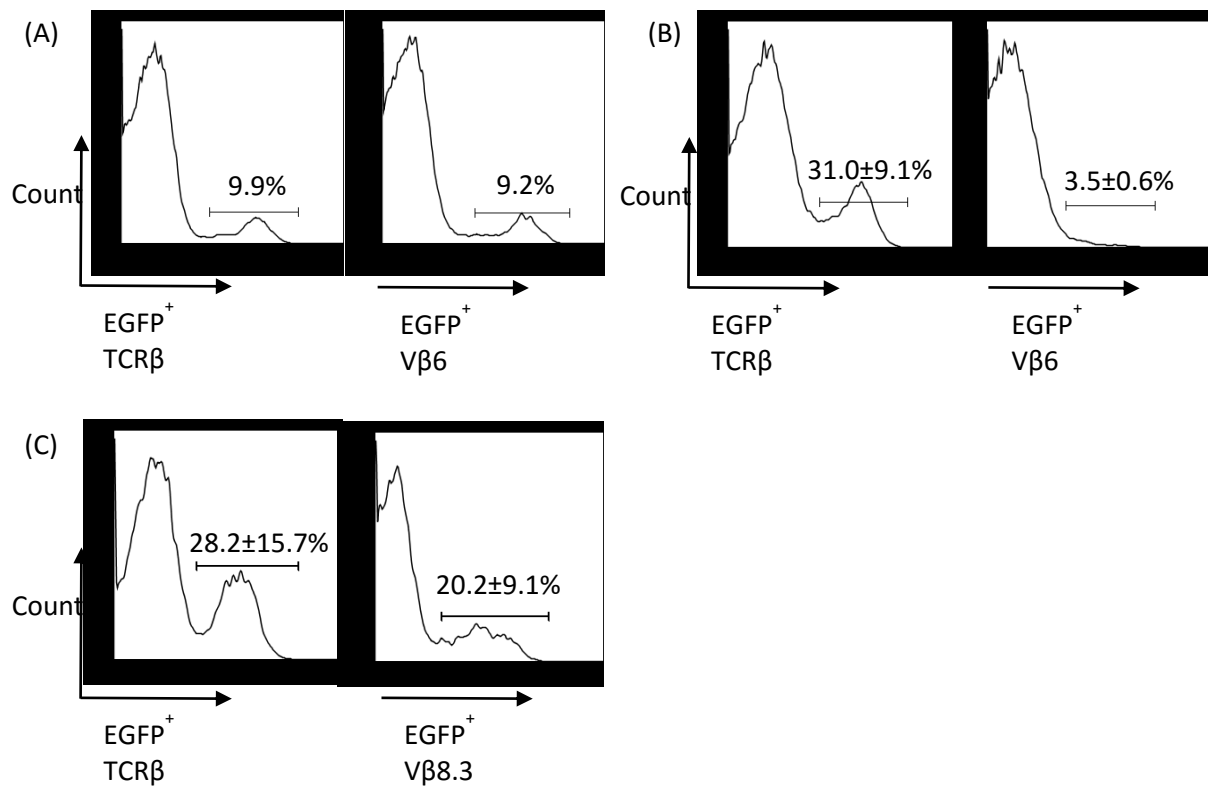 (A)
9.9%
9.2%
Count
EGFP+
TCRβ
EGFP+
Vβ6
(B)
31.0±9.1%
3.5±0.6%
EGFP+
TCRβ
EGFP+
Vβ6
(C)
28.2±15.7%
20.2±9.1%
Count
EGFP+
TCRβ
EGFP+
Vβ8.3